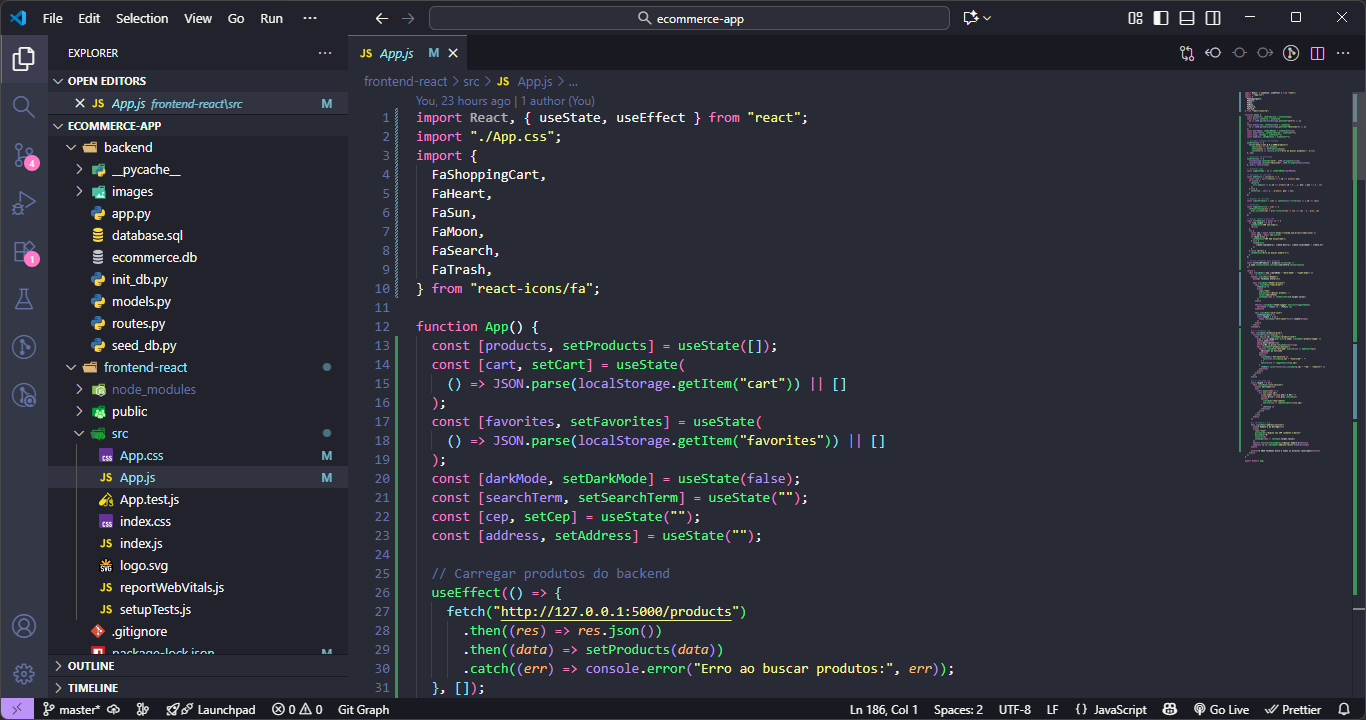 File Edit Selection View Go Run ··· ecommerce-app
EXPLORER ···
OPEN EDITORS
JS App.js frontend-react\src M
ECOMMERCE-APP
backend
__pycache__
images
app.py
database.sql
ecommerce.db
init_db.py
models.py
routes.py
seed_db.py
frontend-react
node_modules
public
src
App.css M
JS App.js M
App.test.js
index.css
JS index.js
logo.svg
JS reportWebVitals.js
JS setupTests.js
.gitignore
package-lock.json M
OUTLINE
TIMELINE
4
1
JS App.js M
frontend-react > src > JS App.js > ...
You, 23 hours ago | 1 author (You)
1 import React, { useState, useEffect } from "react";
2 import "./App.css";
3 import {
4 FaShoppingCart,
5 FaHeart,
6 FaSun,
7 FaMoon,
8 FaSearch,
9 FaTrash,
10 } from "react-icons/fa";
11
12 function App() {
13 const [products, setProducts] = useState([]);
14 const [cart, setCart] = useState(
15 () => JSON.parse(localStorage.getItem("cart")) || []
16 );
17 const [favorites, setFavorites] = useState(
18 () => JSON.parse(localStorage.getItem("favorites")) || []
19 );
20 const [darkMode, setDarkMode] = useState(false);
21 const [searchTerm, setSearchTerm] = useState("");
22 const [cep, setCep] = useState("");
23 const [address, setAddress] = useState("");
24
25 // Carregar produtos do backend
26 useEffect(() => {
27 fetch("http://127.0.0.1:5000/products")
28 .then((res) => res.json())
29 .then((data) => setProducts(data))
30 .catch((err) => console.error("Erro ao buscar produtos:", err));
31 }, []);
master* Launchpad 0 0 Git Graph Ln 186, Col 1 Spaces: 2 UTF-8 LF {} JavaScript Go Live Prettier